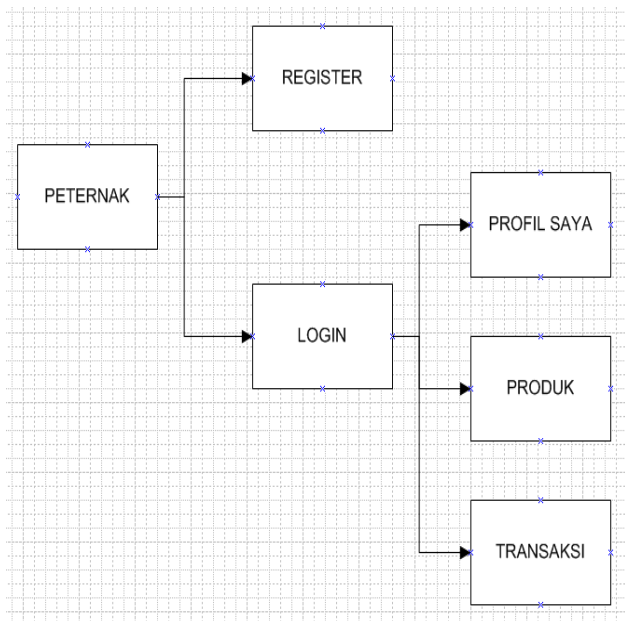 REGISTER
PETERNAK
PROFIL SAYA
LOGIN
PRODUK
TRANSAKSI